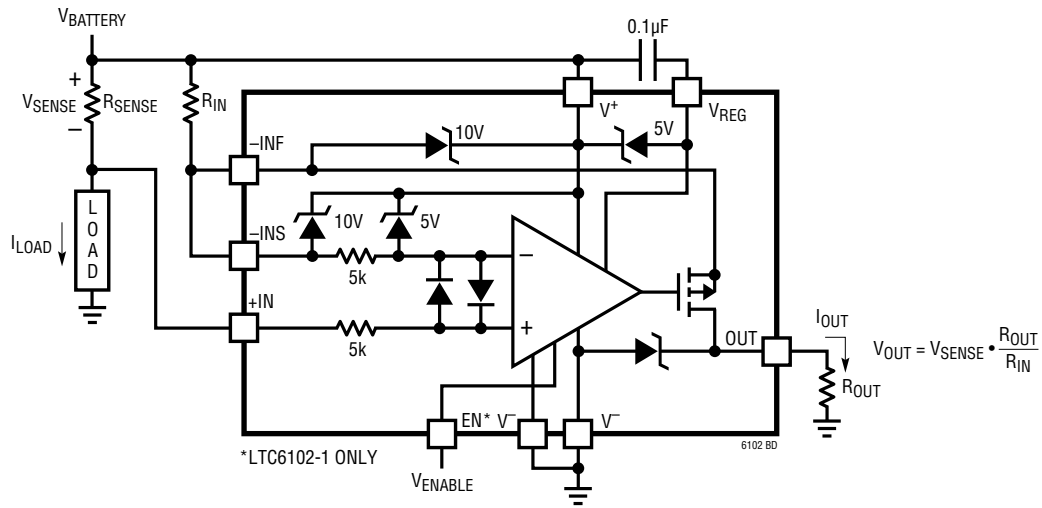 VBATTERY
0.1µF
+
VSENSE
–
RSENSE
RIN
V+
VREG
–INF
10V
5V
10V
5V
LOAD
ILOAD
–INS
5k
–
+IN
5k
+
OUT
IOUT
VOUT = VSENSE • ROUT/RIN
ROUT
EN*
V–
V–
6102 BD
*LTC6102-1 ONLY
VENABLE